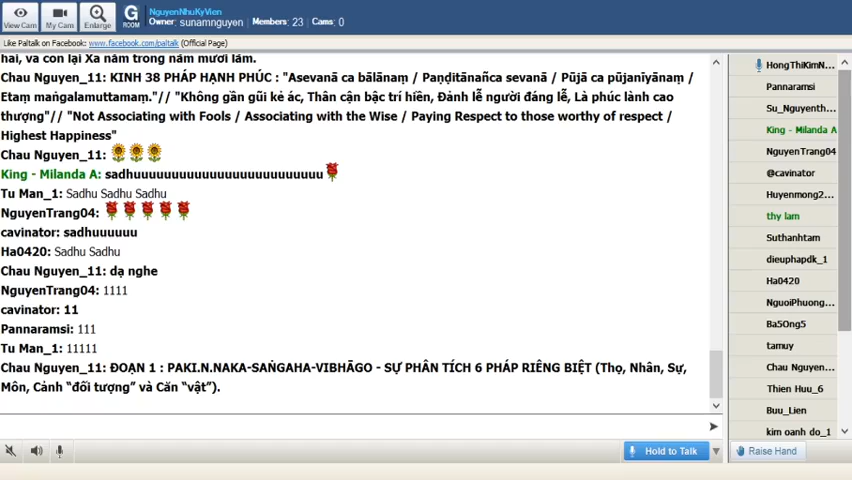 NguyenNhuKyVien
Owner: sunamnguyen Members: 23 Cams: 0
View Cam My Cam Enlarge G ROOM
Like Paltalk on Facebook: www.facebook.com/paltalk (Official Page)
hai, và còn lại Xả nằm trong năm mươi lăm.
Chau Nguyen_11: KINH 38 PHÁP HẠNH PHÚC : "Asevanā ca bālānaṃ / Paṇḍitānañca sevanā / Pūjā ca pūjanīyānaṃ /
Etaṃ maṅgalamuttamaṃ."// "Không gần gũi kẻ ác, Thân cận bậc trí hiền, Đảnh lễ người đáng lễ, Là phúc lành cao
thượng"// "Not Associating with Fools / Associating with the Wise / Paying Respect to those worthy of respect /
Highest Happiness"
Chau Nguyen_11:
King - Milanda A: sadhuuuuuuuuuuuuuuuuuuuuuuuuu
Tu Man_1: Sadhu Sadhu Sadhu
NguyenTrang04:
cavinator: sadhuuuuuu
Ha0420: Sadhu Sadhu
Chau Nguyen_11: dạ nghe
NguyenTrang04: 1111
cavinator: 11
Pannaramsi: 111
Tu Man_1: 11111
Chau Nguyen_11: ĐOẠN 1 : PAKI.N.NAKA-SAṄGAHA-VIBHĀGO - SỰ PHÂN TÍCH 6 PHÁP RIÊNG BIỆT (Thọ, Nhân, Sự,
Môn, Cảnh “đối tượng” và Căn “vật”).
Hold to Talk
HongThiKimN...
Pannaramsi
Su_Nguyenth...
King - Milanda A
NguyenTrang04
@cavinator
Huyenmong2...
thy lam
Suthanhtam
dieuphapdk_1
Ha0420
NguoiPhuong...
Ba5Ong5
tamuy
Chau Nguyen...
Thien Huu_6
Buu_Lien
kim oanh do_1
Raise Hand